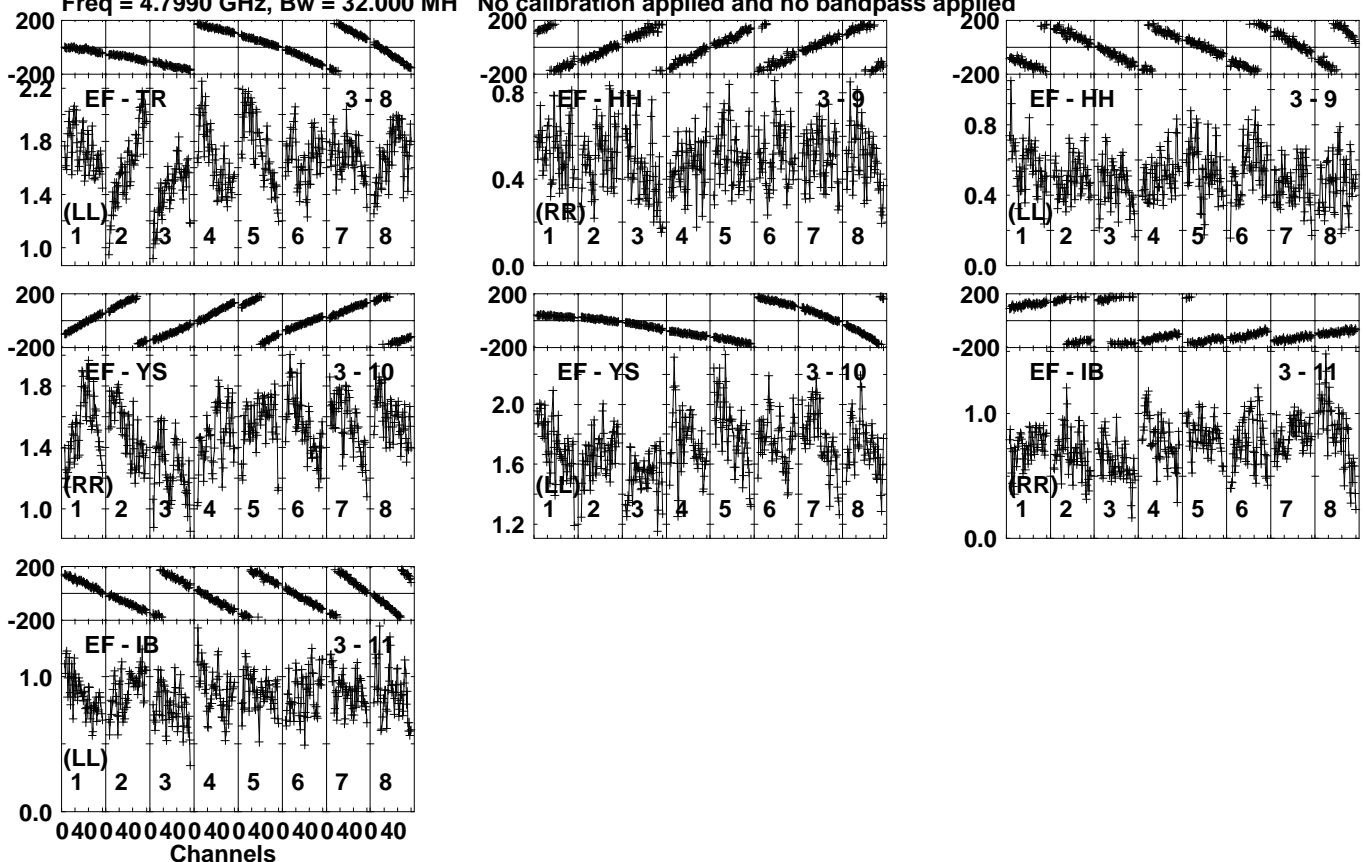 Freq = 4.7990 GHz, Bw = 32.000 MH No calibration applied and no bandpass applied
200
-200
2.2
1.8
1.4
1.0
EF - TR 3 - 8
(LL)
1 2 3 4 5 6 7 8
0.8
0.4
0.0
EF - HH 3 - 9
(RR)
1 2 3 4 5 6 7 8
200
-200
0.8
0.4
0.0
EF - HH 3 - 9
(LL)
1 2 3 4 5 6 7 8
200
-200
1.8
1.4
1.0
EF - YS 3 - 10
(RR)
1 2 3 4 5 6 7 8
200
-200
2.0
1.6
1.2
EF - YS 3 - 10
(LL)
1 2 3 4 5 6 7 8
200
-200
1.0
0.0
EF - IB 3 - 11
(RR)
1 2 3 4 5 6 7 8
200
-200
1.0
0.0
EF - IB 3 - 11
(LL)
1 2 3 4 5 6 7 8
0 40 0 40 0 40 0 40 0 40 0 40 0 40 0 40
Channels